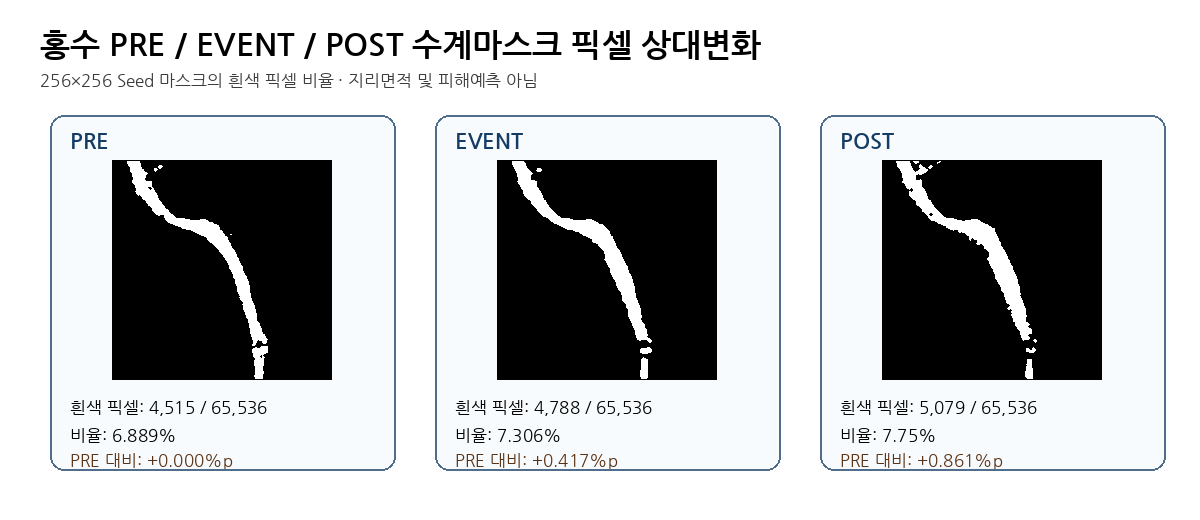 홍수 PRE / EVENT / POST 수계마스크 픽셀 상대변화
256×256 Seed 마스크의 흰색 픽셀 비율 · 지리면적 및 피해예측 아님
PRE
흰색 픽셀: 4,515 / 65,536
비율: 6.889%
PRE 대비: +0.000%p
EVENT
흰색 픽셀: 4,788 / 65,536
비율: 7.306%
PRE 대비: +0.417%p
POST
흰색 픽셀: 5,079 / 65,536
비율: 7.75%
PRE 대비: +0.861%p